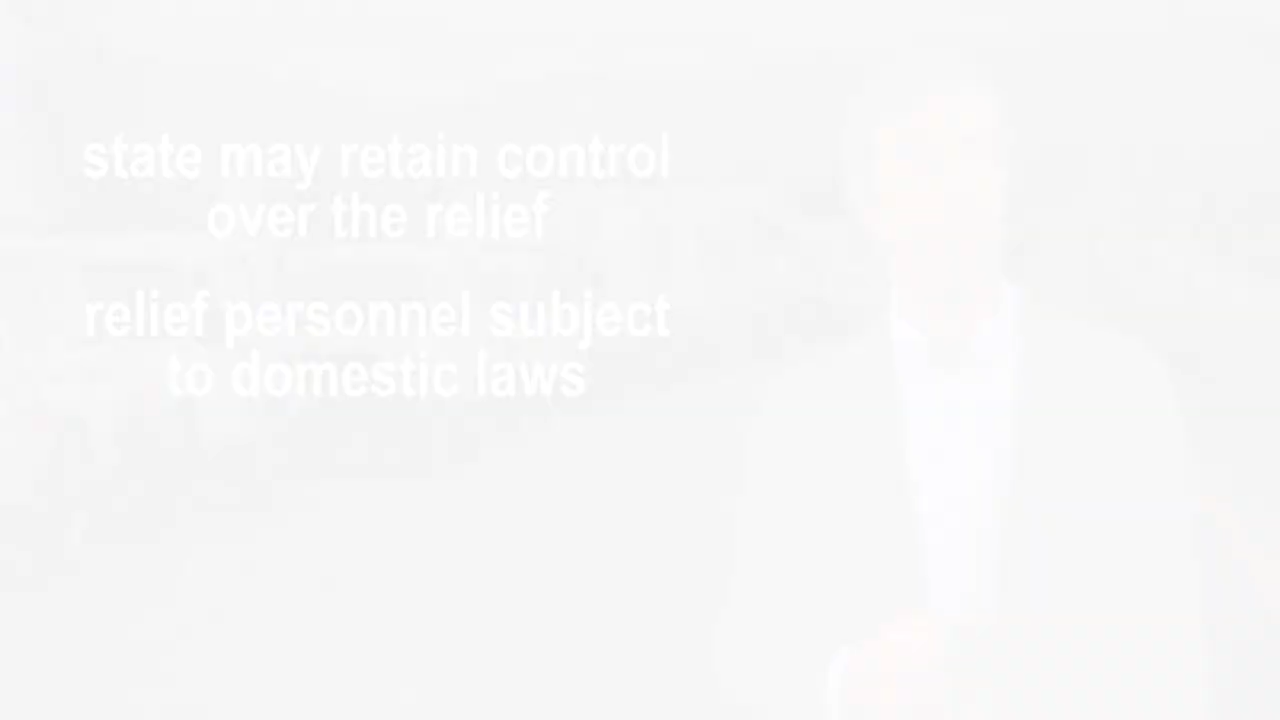 state may retain control
over the relief
relief personnel subject
to domestic laws